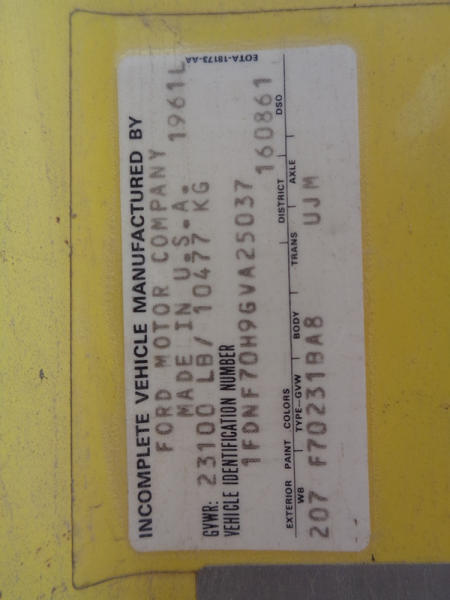 INCOMPLETE VEHICLE MANUFACTURED BY
FORD MOTOR COMPANY
MADE IN U.S.A. 1961L
GVWR: 23100 LB/ 10477 KG
VEHICLE IDENTIFICATION NUMBER
1FDNF70H9GVA25037 160861
EXTERIOR PAINT COLORS DISTRICT DSO
WB TYPE-GVW BODY TRANS AXLE
207 F70231BA8 UJM
EOTA-18173-AA